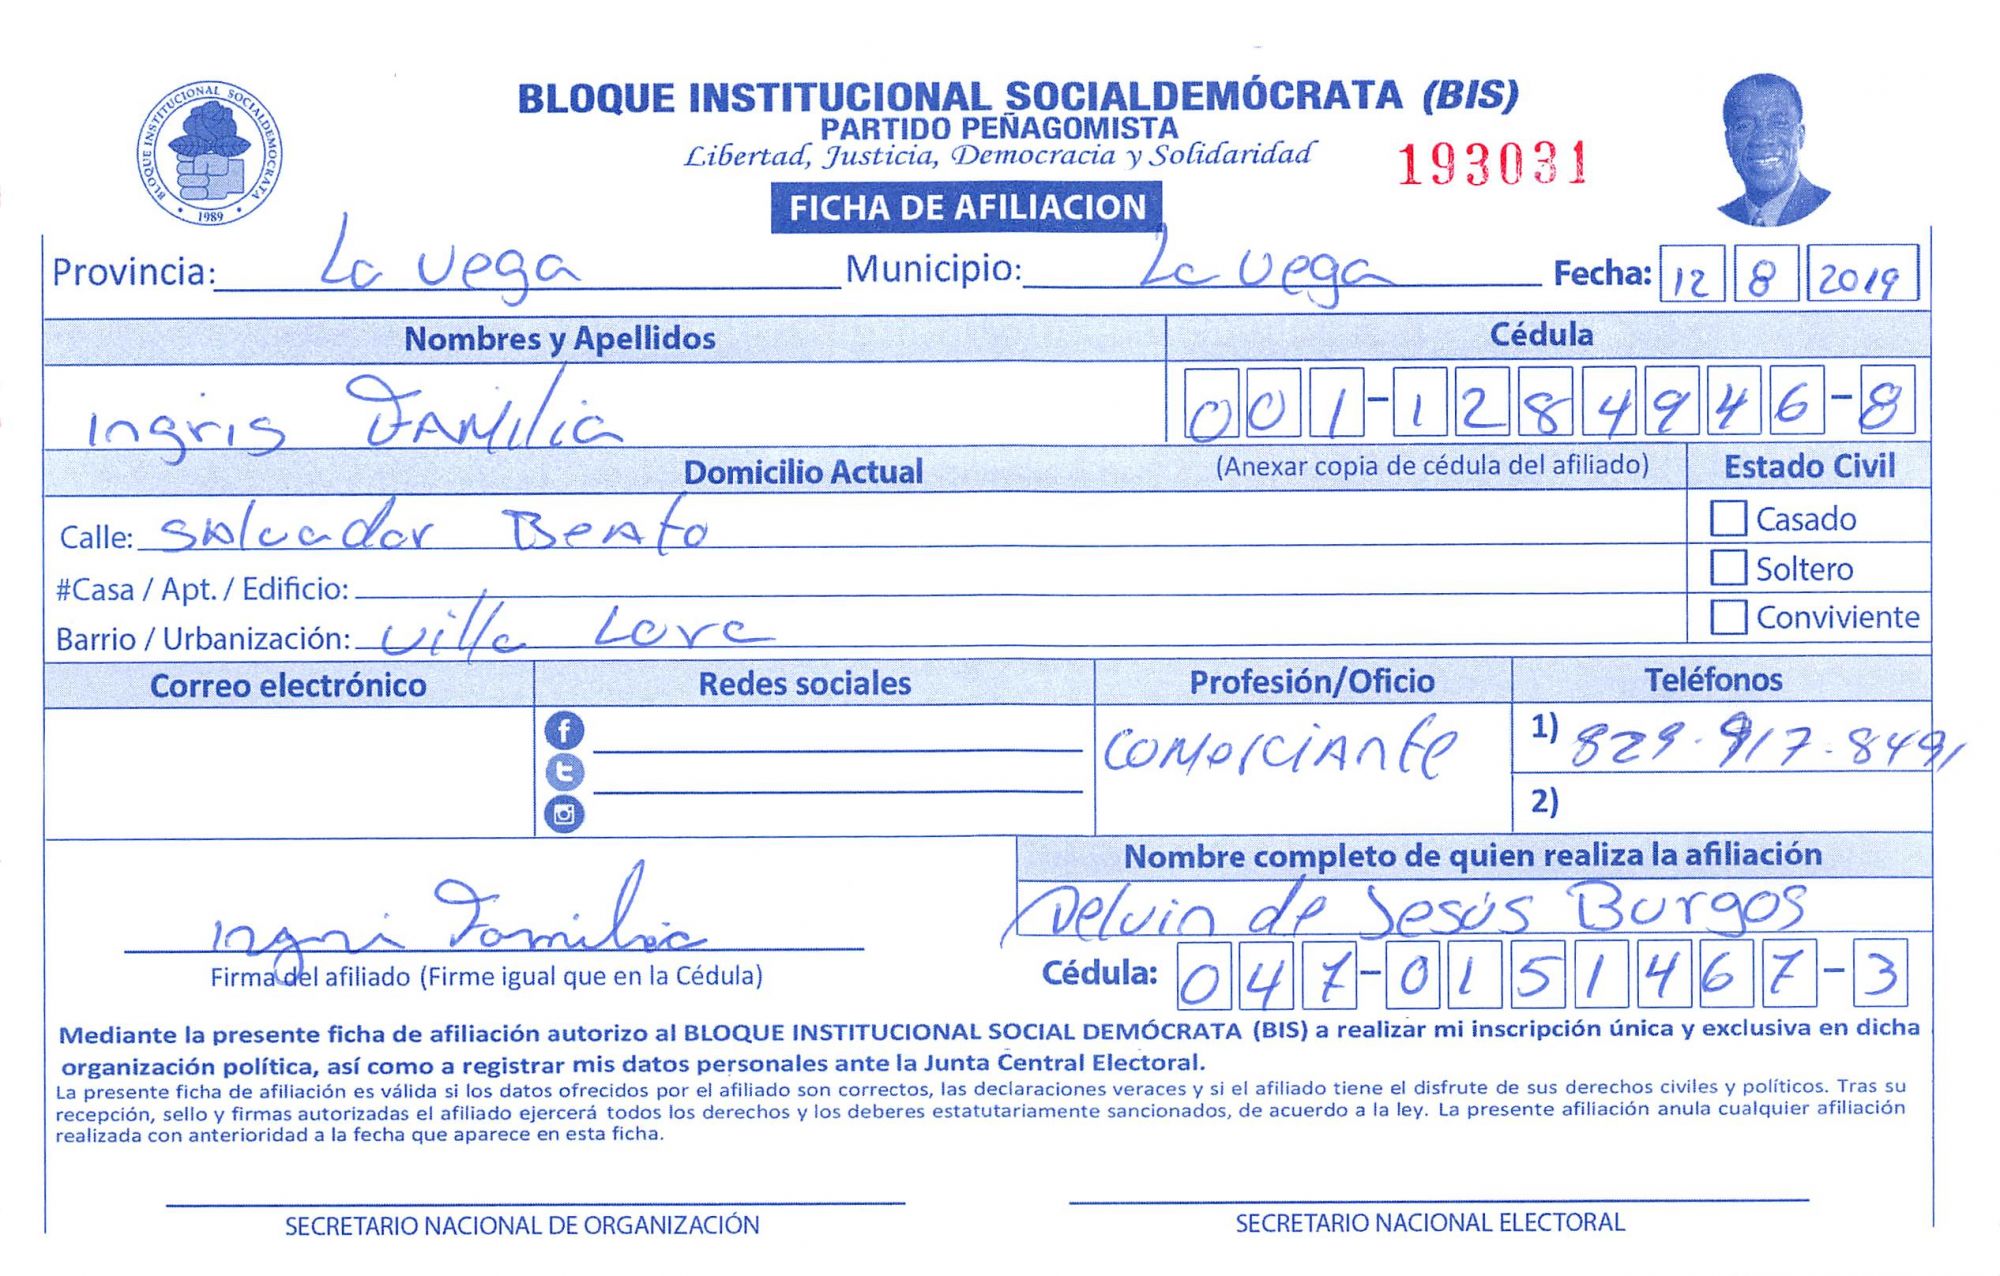 BLOQUE INSTITUCIONAL SOCIALDEMOCRATA
1989
BLOQUE INSTITUCIONAL SOCIALDEMÓCRATA (BIS)
PARTIDO PEÑAGOMISTA
Libertad, Justicia, Democracia y Solidaridad
193031
FICHA DE AFILIACION
Provincia: La Vega Municipio: La Vega Fecha: 12 8 2019
Nombres y Apellidos Cédula
Ingris Familia 001-1284946-8
Domicilio Actual (Anexar copia de cédula del afiliado) Estado Civil
Calle: Salvador Beato Casado
#Casa / Apt. / Edificio: Soltero
Barrio / Urbanización: Villa Lora Conviviente
Correo electrónico Redes sociales Profesión/Oficio Teléfonos
Comerciante 1) 829-917-8491
2)
Nombre completo de quien realiza la afiliación
Delvin de Jesús Burgos
Ingri Familia
Firma del afiliado (Firme igual que en la Cédula) Cédula: 047-0151467-3
Mediante la presente ficha de afiliación autorizo al BLOQUE INSTITUCIONAL SOCIAL DEMÓCRATA (BIS) a realizar mi inscripción única y exclusiva en dicha
organización política, así como a registrar mis datos personales ante la Junta Central Electoral.
La presente ficha de afiliación es válida si los datos ofrecidos por el afiliado son correctos, las declaraciones veraces y si el afiliado tiene el disfrute de sus derechos civiles y políticos. Tras su
recepción, sello y firmas autorizadas el afiliado ejercerá todos los derechos y los deberes estatutariamente sancionados, de acuerdo a la ley. La presente afiliación anula cualquier afiliación
realizada con anterioridad a la fecha que aparece en esta ficha.
SECRETARIO NACIONAL DE ORGANIZACIÓN SECRETARIO NACIONAL ELECTORAL